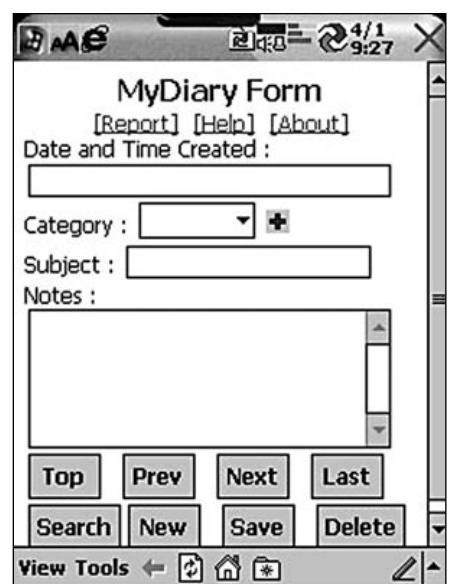 AA 4/1
9:27
MyDiary Form
[Report] [Help] [About]
Date and Time Created :
Category :
Subject :
Notes :
Top Prev Next Last
Search New Save Delete
View Tools